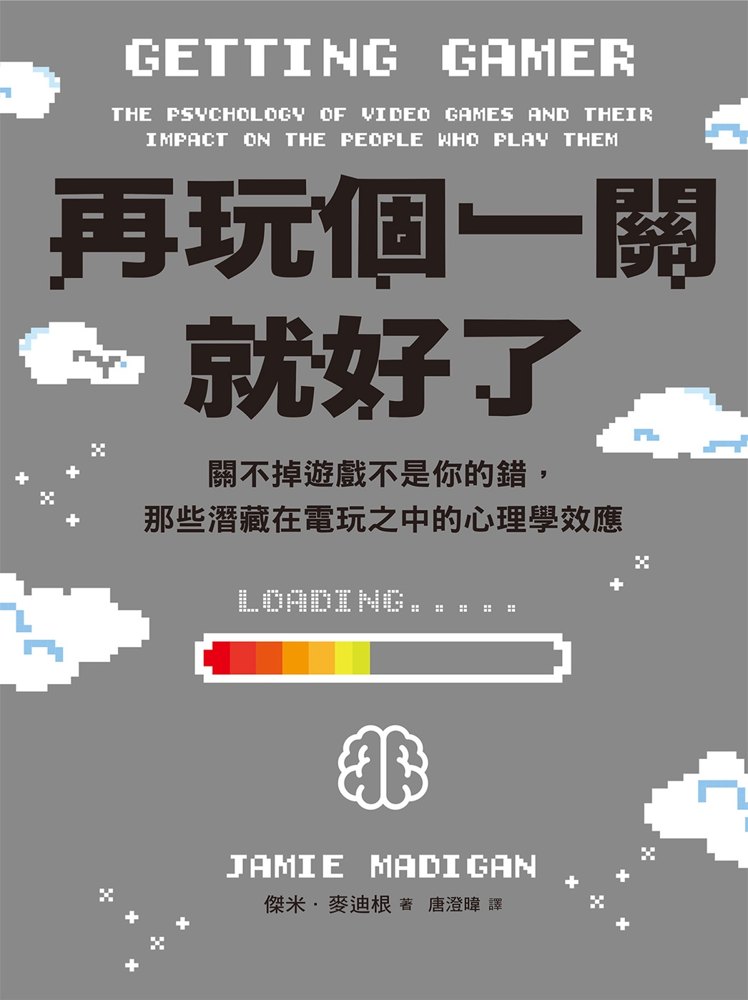 GETTING GAMER
THE PSYCHOLOGY OF VIDEO GAMES AND THEIR
IMPACT ON THE PEOPLE WHO PLAY THEM
再玩個一關
就好了
關不掉遊戲不是你的錯，
那些潛藏在電玩之中的心理學效應
LOADING.....
JAMIE MADIGAN
傑米·麥迪根 著 唐澄暐 譯